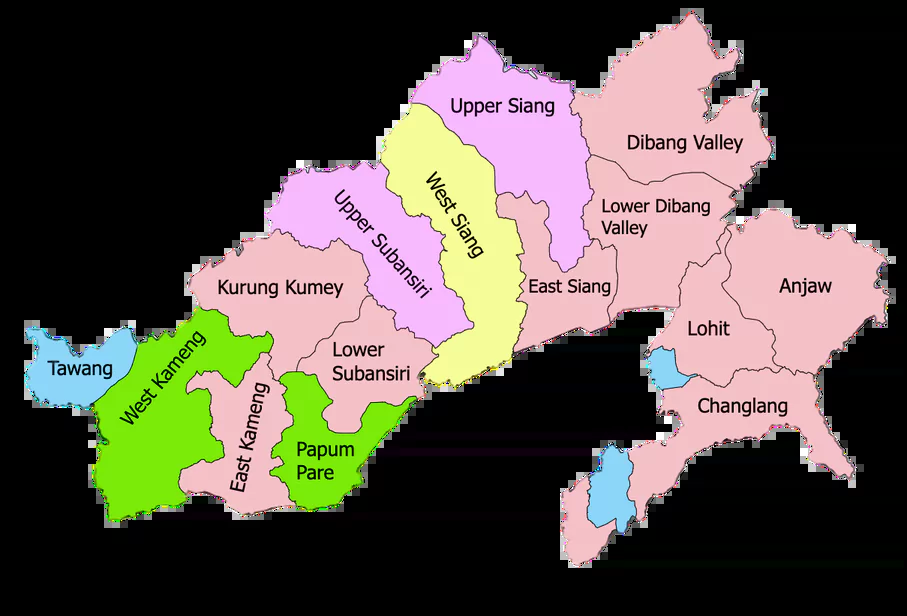 Upper Siang
Dibang Valley
West Siang
Lower Dibang
Valley
Upper Subansiri
East Siang
Kurung Kumey
Anjaw
Lohit
Lower
Subansiri
Tawang
West Kameng
Changlang
East Kameng
Papum
Pare